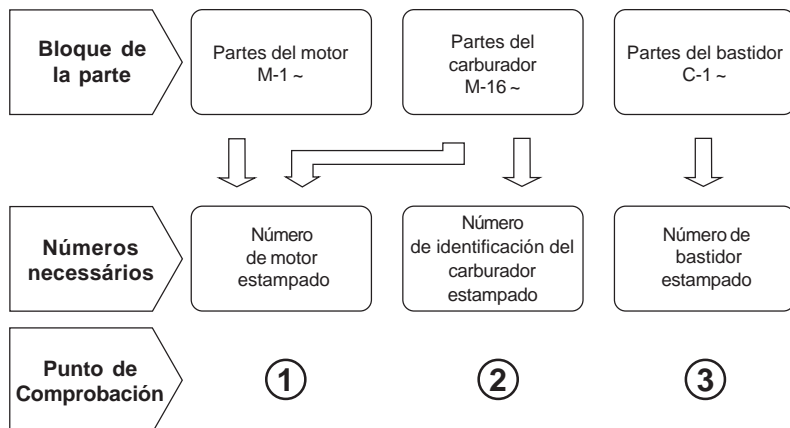 Bloque de
la parte
Partes del motor
M-1 ~
Partes del
carburador
M-16 ~
Partes del bastidor
C-1 ~
Números
necessários
Número
de motor
estampado
Número
de identificación del
carburador
estampado
Número de
bastidor
estampado
Punto de
Comprobación
1
2
3